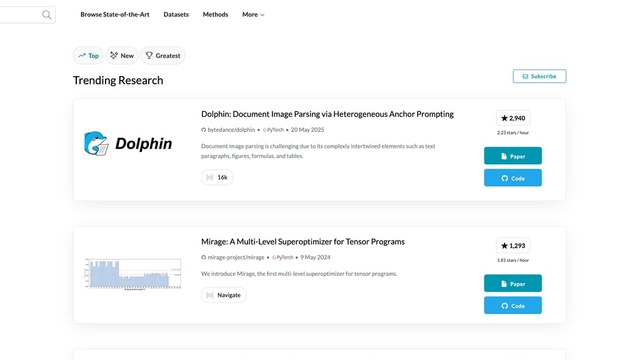 Browse State-of-the-Art Datasets Methods More
Top New Greatest
Trending Research
Subscribe
Dolphin
Dolphin: Document Image Parsing via Heterogeneous Anchor Prompting
bytedance/dolphin • PyTorch • 20 May 2025
Document image parsing is challenging due to its complexly intertwined elements such as text
paragraphs, figures, formulas, and tables.
16k
2,940
2.23 stars / hour
Paper
Code
Mirage: A Multi-Level Superoptimizer for Tensor Programs
mirage-project/mirage • PyTorch • 9 May 2024
We introduce Mirage, the first multi-level superoptimizer for tensor programs.
Navigate
1,293
1.81 stars / hour
Paper
Code